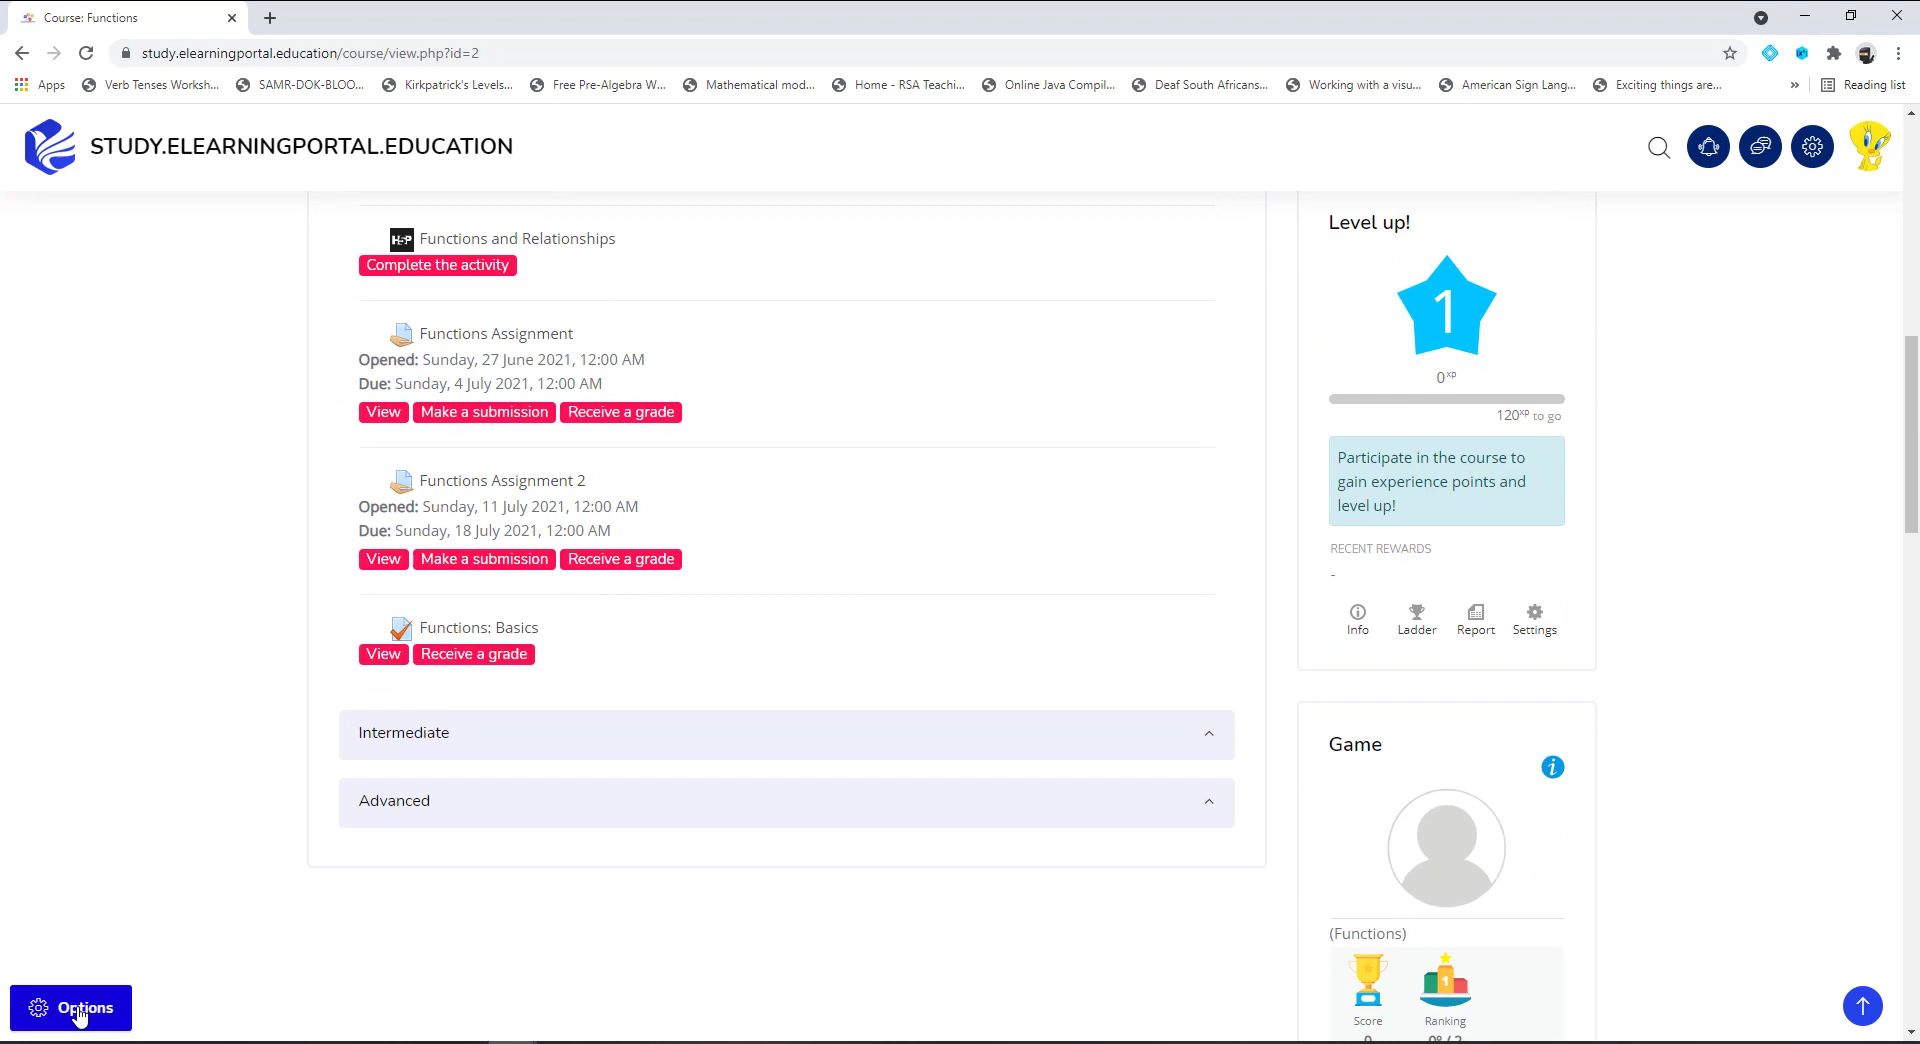 Course: Functions
study.elearningportal.education/course/view.php?id=2
Apps
Verb Tenses Worksh...
SAMR-DOK-BLOO...
Kirkpatrick's Levels...
Free Pre-Algebra W...
Mathematical mod...
Home - RSA Teachi...
Online Java Compil...
Deaf South Africans...
Working with a visu...
American Sign Lang...
Exciting things are...
»
Reading list
STUDY.ELEARNINGPORTAL.EDUCATION
H-P Functions and Relationships
Complete the activity
Functions Assignment
Opened: Sunday, 27 June 2021, 12:00 AM
Due: Sunday, 4 July 2021, 12:00 AM
View Make a submission Receive a grade
Functions Assignment 2
Opened: Sunday, 11 July 2021, 12:00 AM
Due: Sunday, 18 July 2021, 12:00 AM
View Make a submission Receive a grade
Functions: Basics
View Receive a grade
Intermediate
Advanced
Level up!
1
0xp
120xp to go
Participate in the course to
gain experience points and
level up!
RECENT REWARDS
-
Info Ladder Report Settings
Game
i
(Functions)
1
Score Ranking
Options